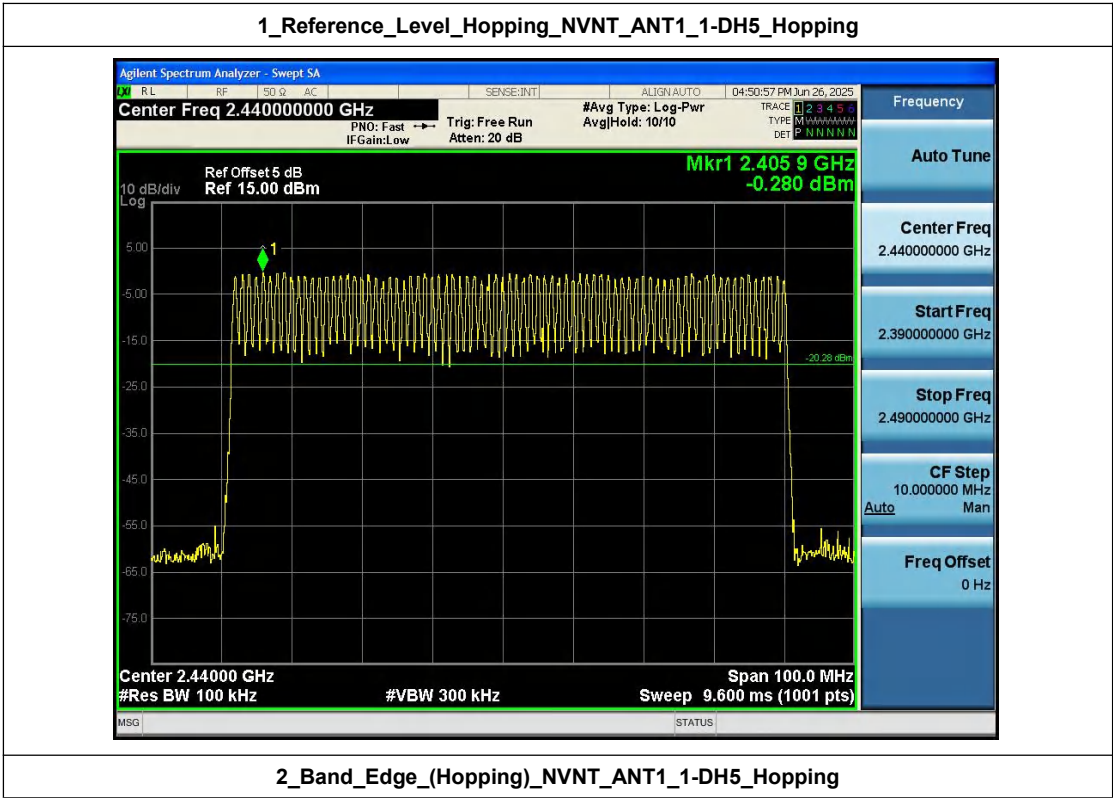 1_Reference_Level_Hopping_NVNT_ANT1_1-DH5_Hopping
Agilent Spectrum Analyzer - Swept SA
LXI RL RF 50 Ω AC SENSE:INT ALIGN AUTO 04:50:57 PM Jun 26, 2025
Center Freq 2.440000000 GHz
PNO: Fast
IFGain:Low
Trig: Free Run
Atten: 20 dB
#Avg Type: Log-Pwr
Avg|Hold: 10/10
TRACE 1 2 3 4 5 6
TYPE M WWWWW
DET P N N N N N
Frequency
Mkr1 2.405 9 GHz
-0.280 dBm
Ref Offset 5 dB
10 dB/div Ref 15.00 dBm
Log
5.00
-5.00
-15.0
-25.0
-35.0
-45.0
-55.0
-65.0
-75.0
1
-20.28 dBm
Center 2.44000 GHz Span 100.0 MHz
#Res BW 100 kHz #VBW 300 kHz Sweep 9.600 ms (1001 pts)
Auto Tune
Center Freq
2.440000000 GHz
Start Freq
2.390000000 GHz
Stop Freq
2.490000000 GHz
CF Step
10.000000 MHz
Auto Man
Freq Offset
0 Hz
MSG STATUS
2_Band_Edge_(Hopping)_NVNT_ANT1_1-DH5_Hopping